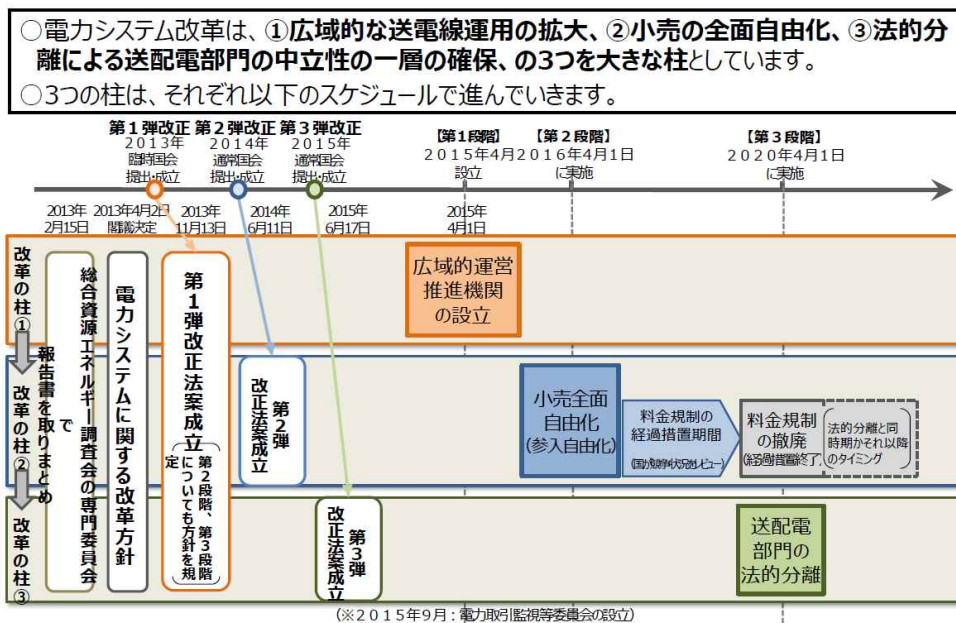 ○電力システム改革は、①広域的な送電線運用の拡大、②小売の全面自由化、③法的分
離による送配電部門の中立性の一層の確保、の3つを大きな柱としています。
○3つの柱は、それぞれ以下のスケジュールで進んでいきます。
第1弾改正
2013年
臨時国会
提出・成立
第2弾改正
2014年
通常国会
提出・成立
第3弾改正
2015年
通常国会
提出・成立
【第1段階】
2015年4月
設立
【第2段階】
2016年4月1日
に実施
【第3段階】
2020年4月1日
に実施
2013年
2月15日
2013年4月2日
閣議決定
2013年
11月13日
2014年
6月11日
2015年
6月17日
2015年
4月1日
改革の柱①
改革の柱②
改革の柱③
総合資源エネルギー調査会の専門委員会
で
報告書を取りまとめ
電力システムに関する改革方針
第1弾改正法案成立
第2段階、第3段階
についても方針を規
定
第2弾
改正法案成立
第3弾
改正法案成立
広域的運営
推進機関
の設立
小売全面
自由化
(参入自由化)
料金規制の
経過措置期間
料金規制
の撤廃
(経過措置終了)
法的分離と同
時期かそれ以降
のタイミング
送配電
部門の
法的分離
(※2015年9月:電力取引監視等委員会の設立)